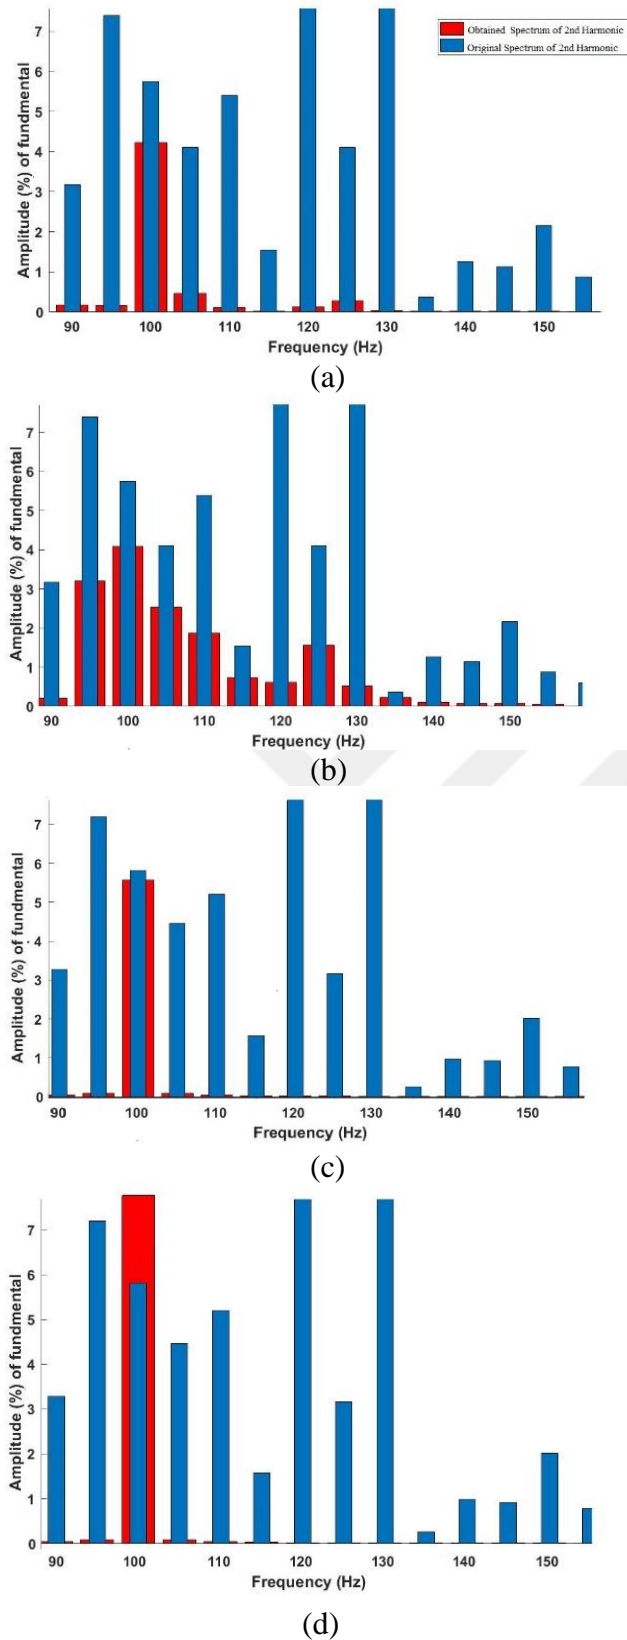 Obtained Spectrum of 2nd Harmonic
Original Spectrum of 2nd Harmonic
Amplitude (%) of fundmental
7
6
5
4
3
2
1
0
90 100 110 120 130 140 150
Frequency (Hz)
(a)
Amplitude (%) of fundmental
7
6
5
4
3
2
1
0
90 100 110 120 130 140 150
Frequency (Hz)
(b)
Amplitude (%) of fundmental
7
6
5
4
3
2
1
0
90 100 110 120 130 140 150
Frequency (Hz)
(c)
Amplitude (%) of fundmental
7
6
5
4
3
2
1
0
90 100 110 120 130 140 150
Frequency (Hz)
(d)